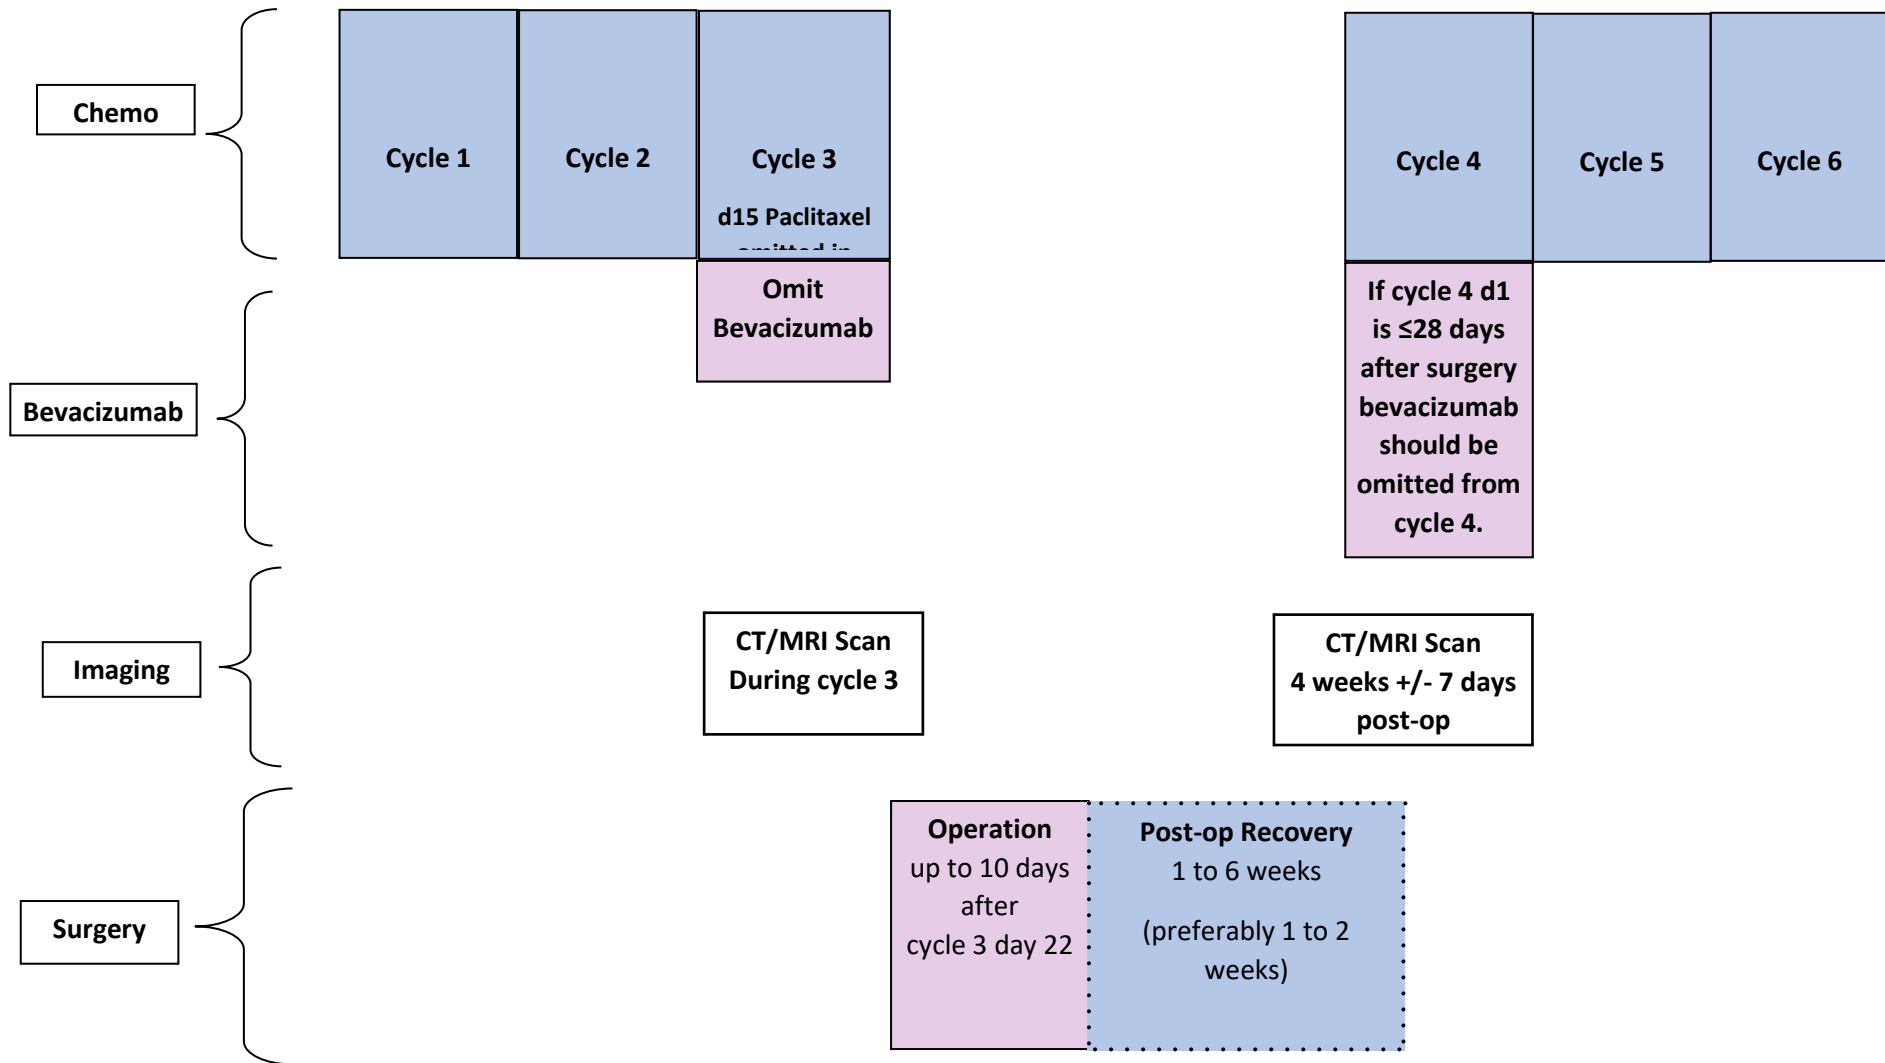 Chemo
Cycle 1
Cycle 2
Cycle 3
d15 Paclitaxel
omitted in
Cycle 4
Cycle 5
Cycle 6
Bevacizumab
Omit
Bevacizumab
If cycle 4 d1
is ≤28 days
after surgery
bevacizumab
should be
omitted from
cycle 4.
Imaging
CT/MRI Scan
During cycle 3
CT/MRI Scan
4 weeks +/- 7 days
post-op
Surgery
Operation
up to 10 days
after
cycle 3 day 22
Post-op Recovery
1 to 6 weeks
(preferably 1 to 2
weeks)